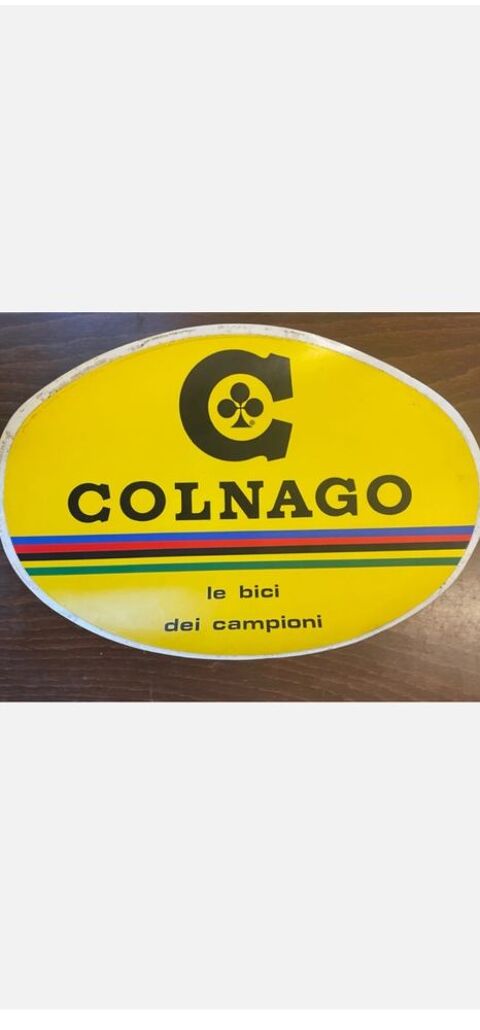 C
COLNAGO
le bici
dei campioni